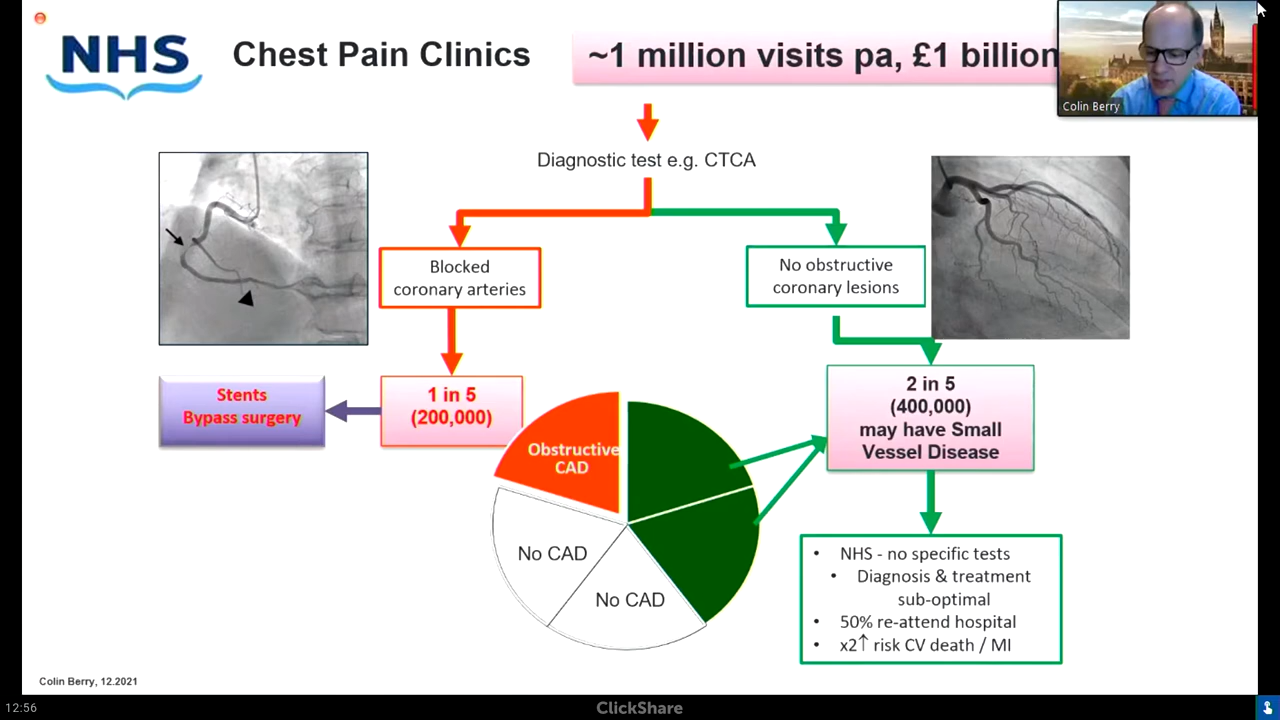 NHS
Chest Pain Clinics
~1 million visits pa, £1 billion
Colin Berry
Diagnostic test e.g. CTCA
Blocked
coronary arteries
No obstructive
coronary lesions
Stents
Bypass surgery
1 in 5
(200,000)
2 in 5
(400,000)
may have Small
Vessel Disease
Obstructive
CAD
No CAD
No CAD
• NHS - no specific tests
• Diagnosis & treatment
sub-optimal
• 50% re-attend hospital
• x2↑ risk CV death / MI
Colin Berry, 12.2021
12:56
ClickShare